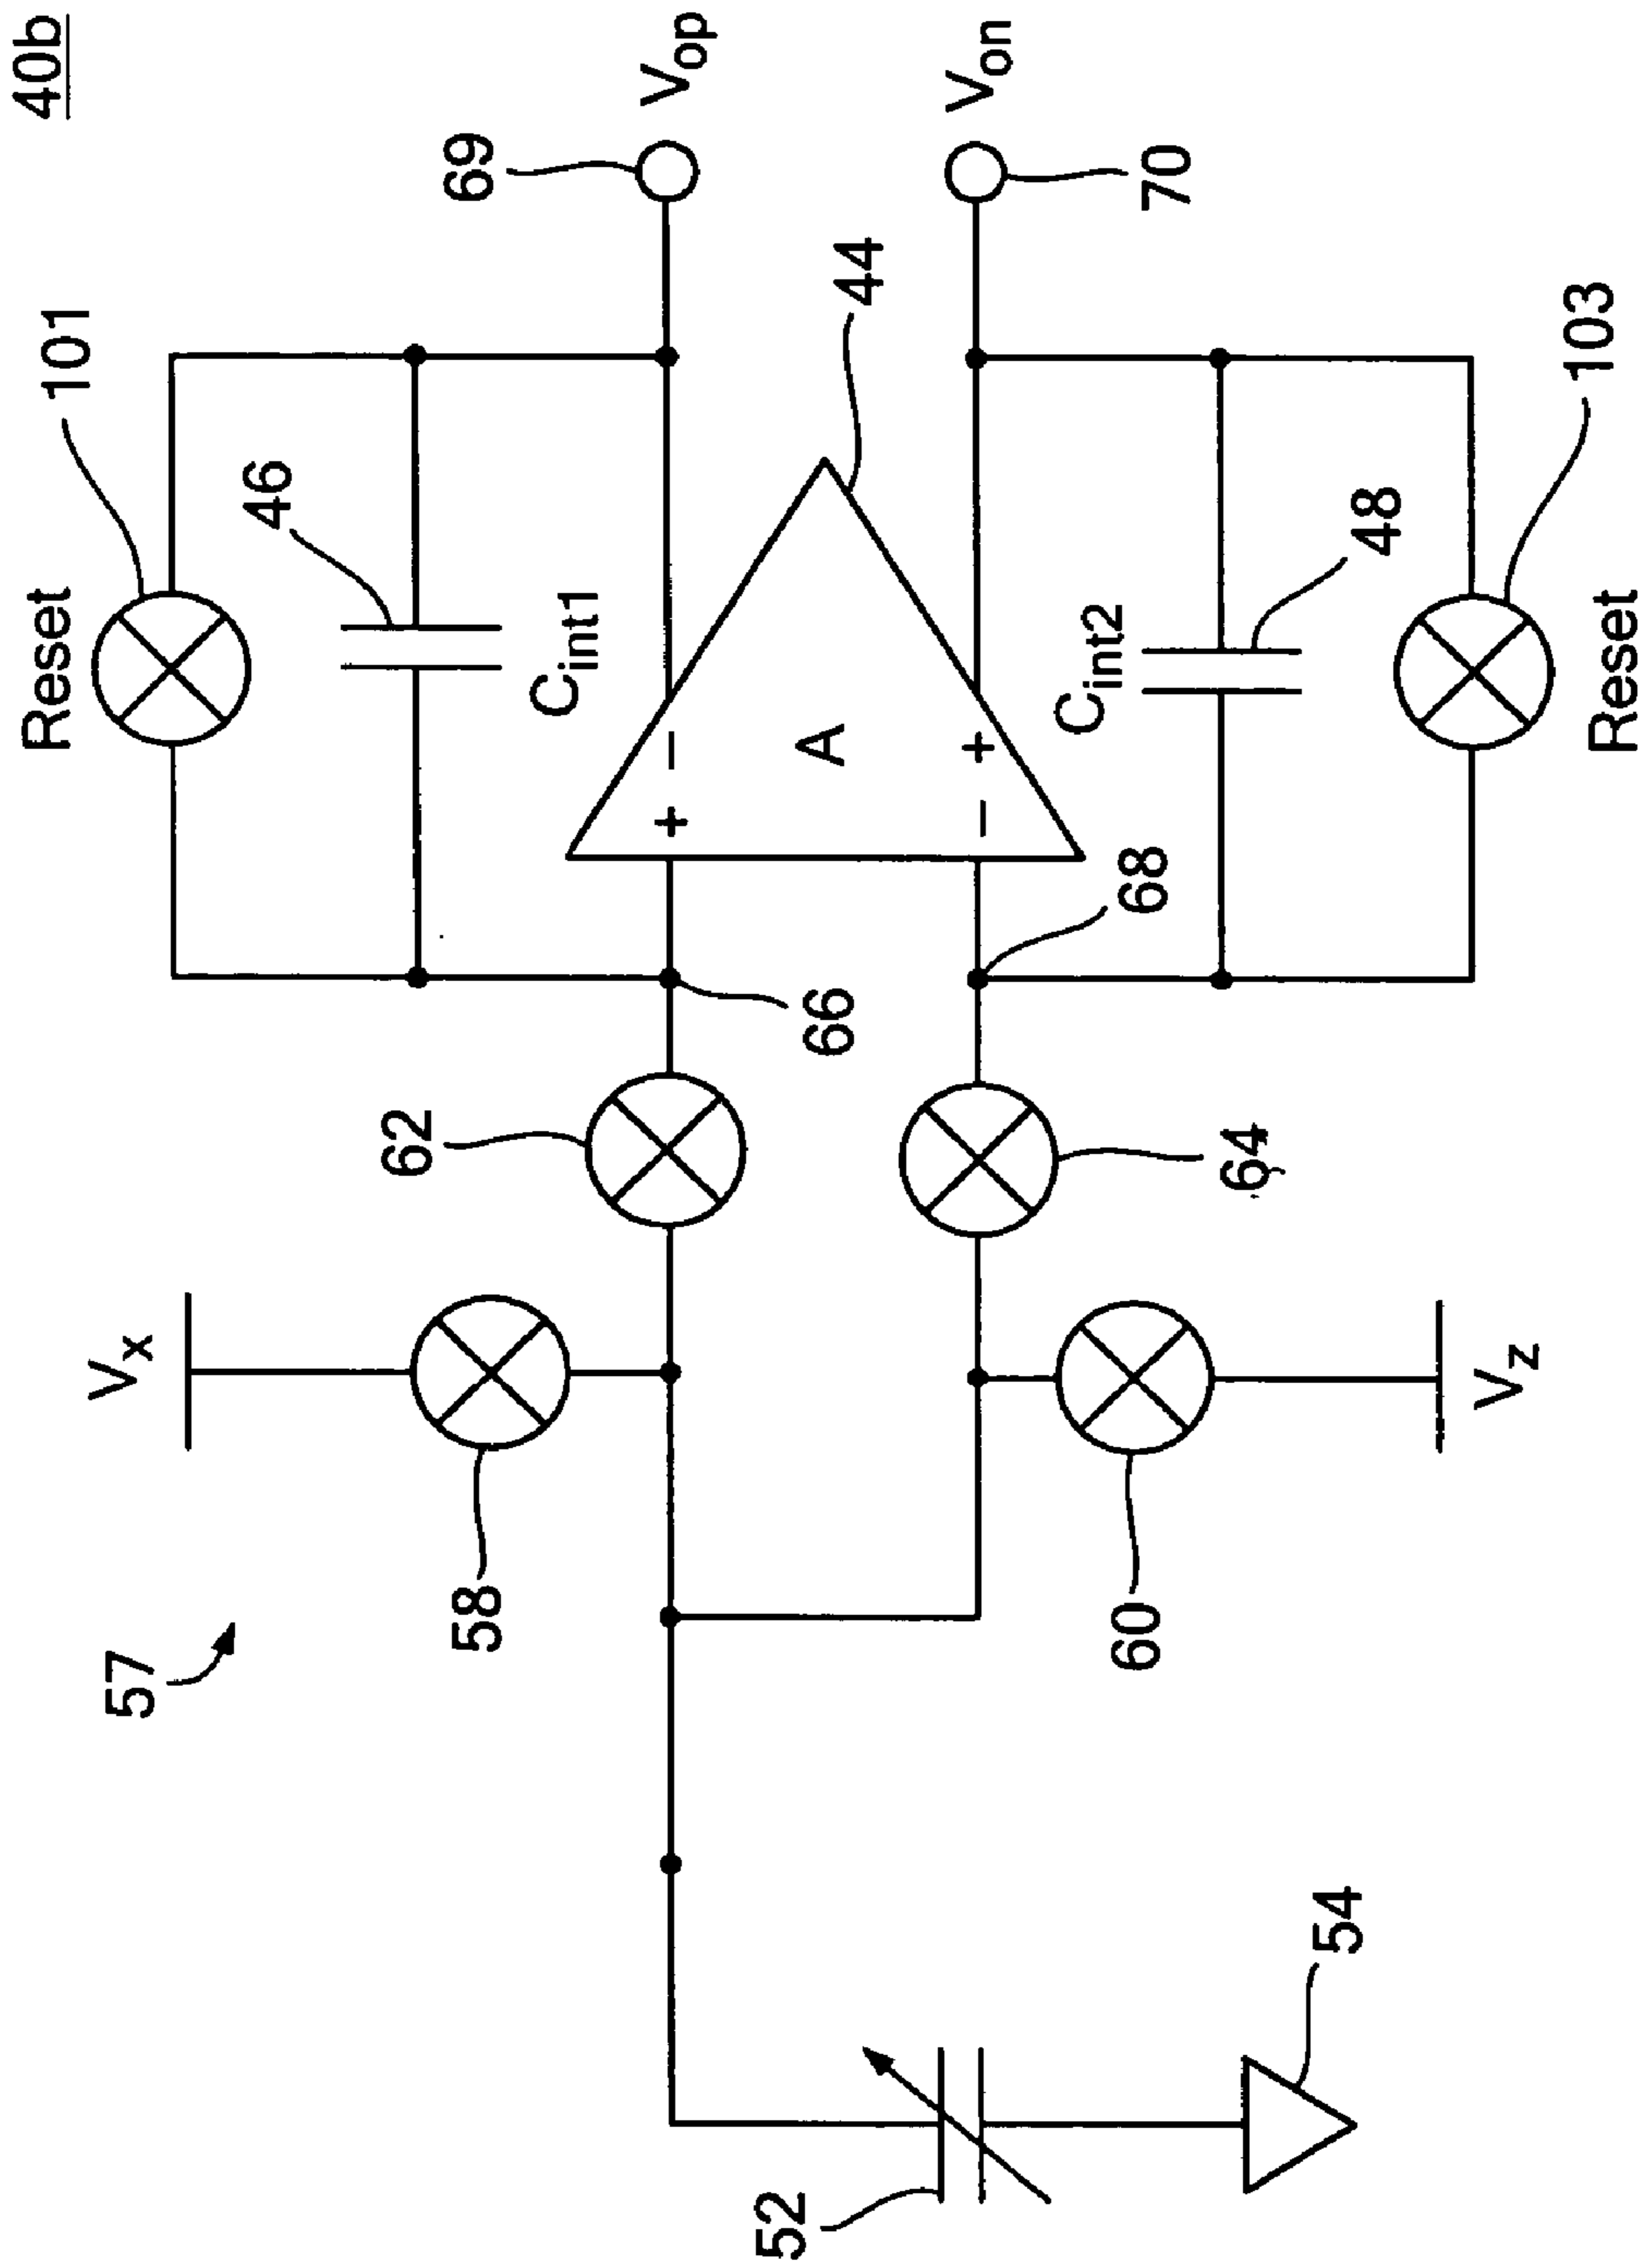 40b
Reset
101
46
C_int1
69
V_op
V_x
62
57
58
66
+
−
A
44
−
+
68
V_on
70
C_int2
48
64
60
V_z
103
Reset
52
54